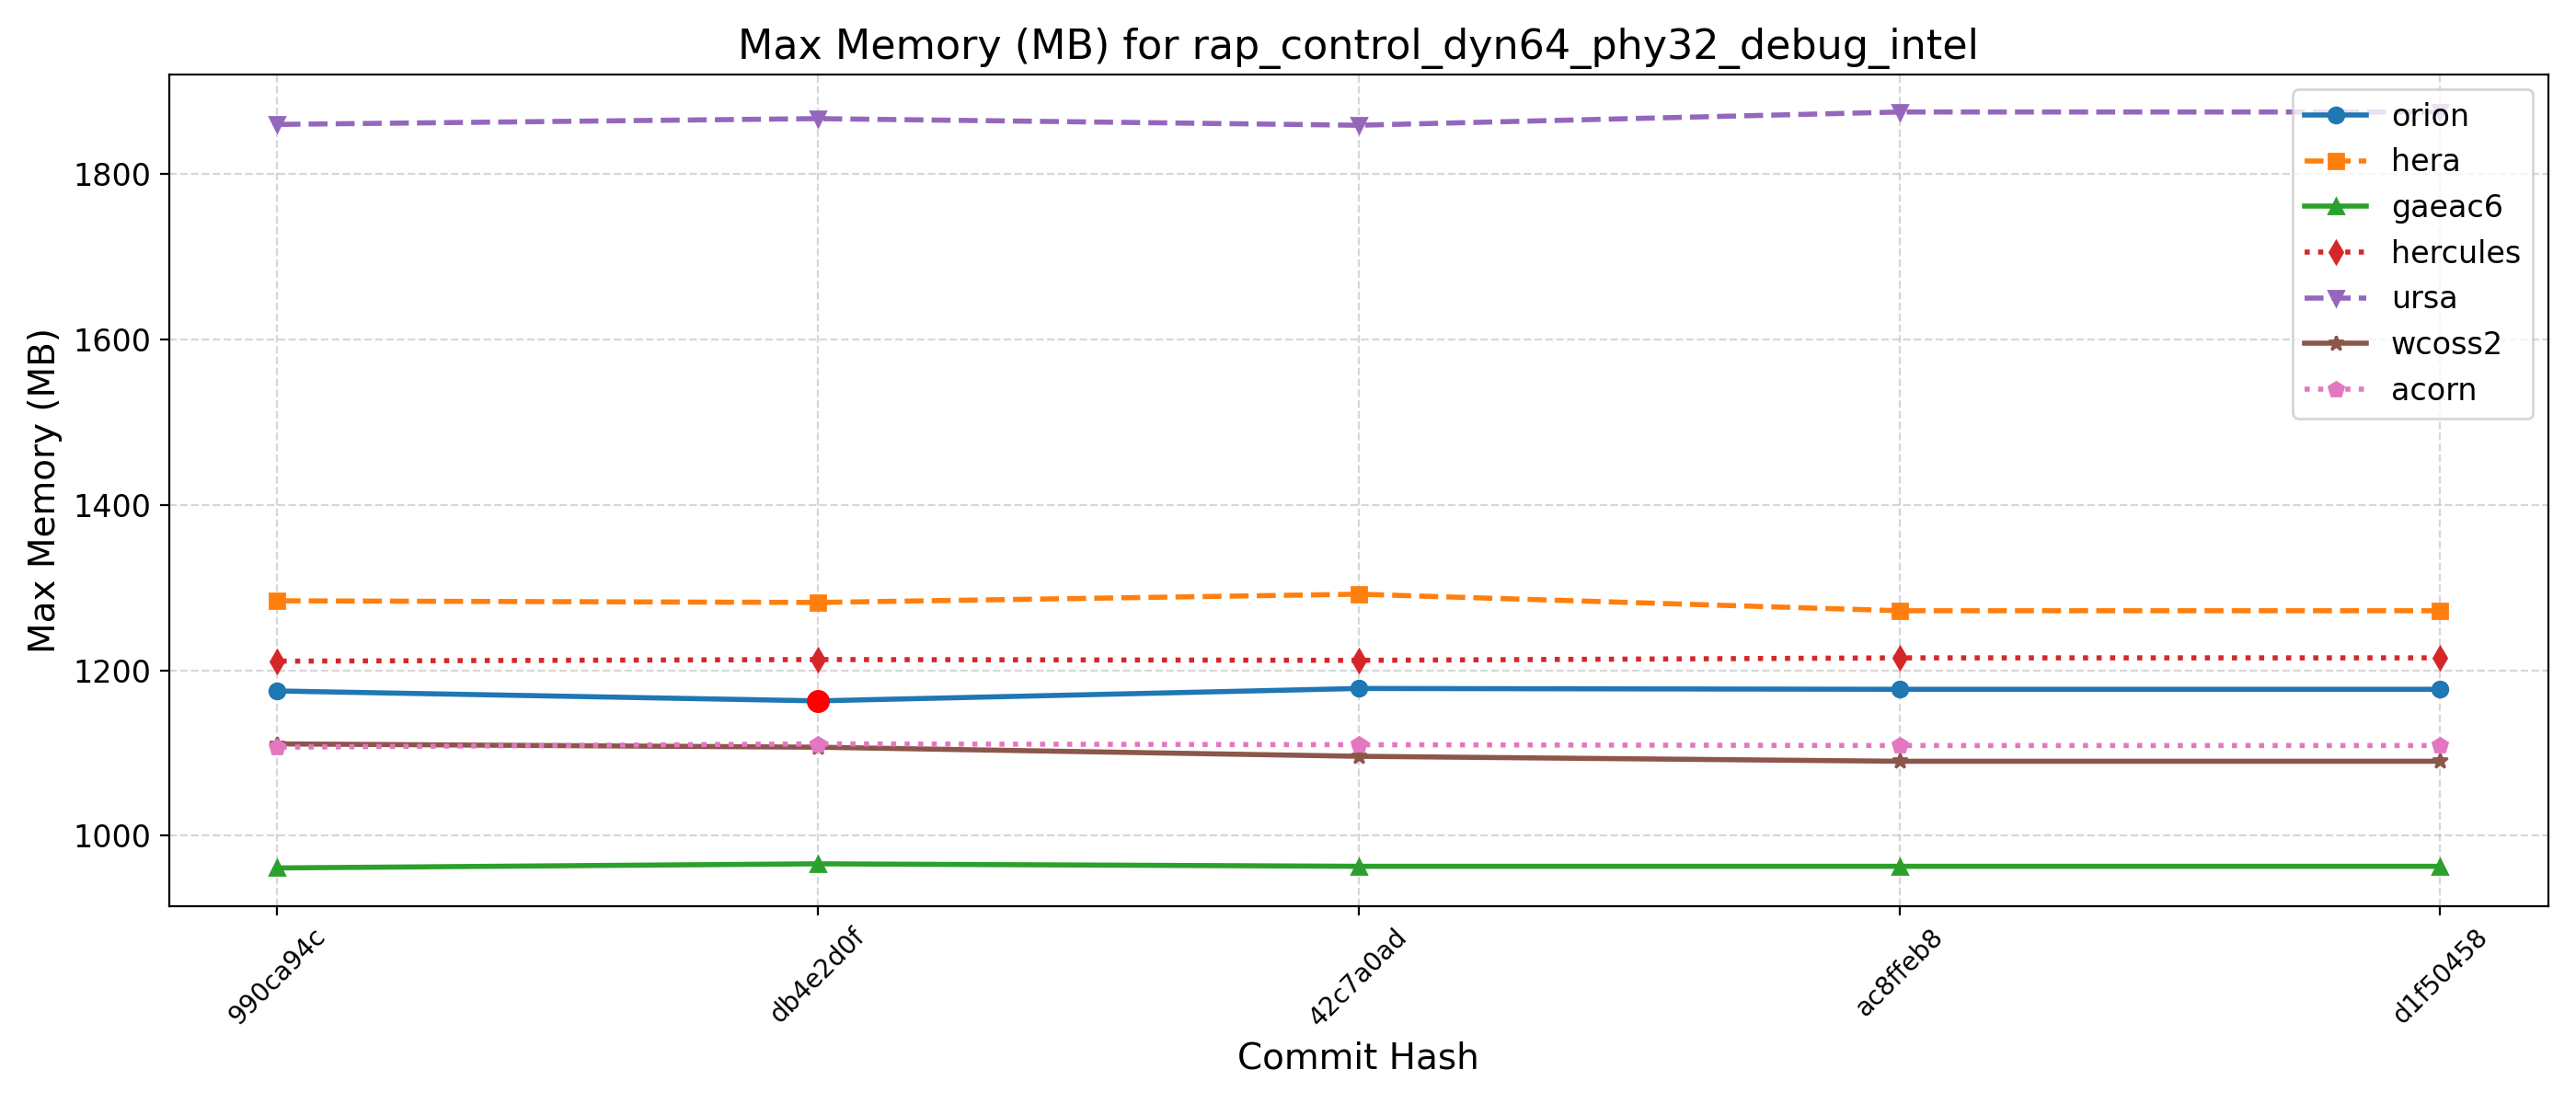 Max Memory (MB) for rap_control_dyn64_phy32_debug_intel
Max Memory (MB)
1800
1600
1400
1200
1000
orion
hera
gaeac6
hercules
ursa
wcoss2
acorn
990ca94c
db4e2d0f
42c7a0ad
ac8ffeb8
d1f50458
Commit Hash